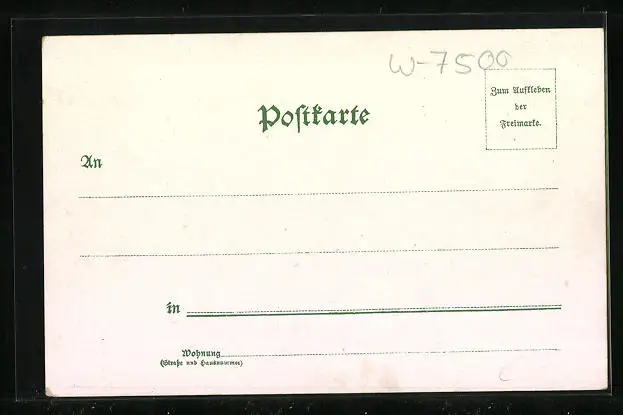 W-7500
Zum Aufkleben
der
Freimarke.
Poſtkarte
An
in
Wohnung
(Straße und Hausnummer)